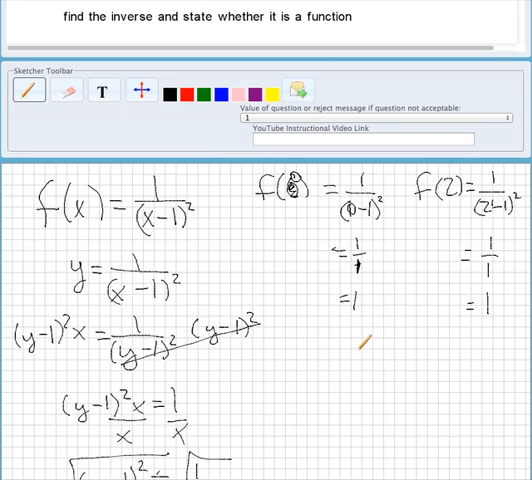 find the inverse and state whether it is a function
Sketcher Toolbar
T
Value of question or reject message if question not acceptable:
1
YouTube Instructional Video Link
f(x) = 1/(x-1)²
y = 1/(x-1)²
(y-1)²x = 1/(y-1)² (y-1)²
(y-1)²x/x = 1/x
f(0) = 1/(0-1)²
= 1/1
= 1
f(2) = 1/(2-1)²
= 1/1
= 1